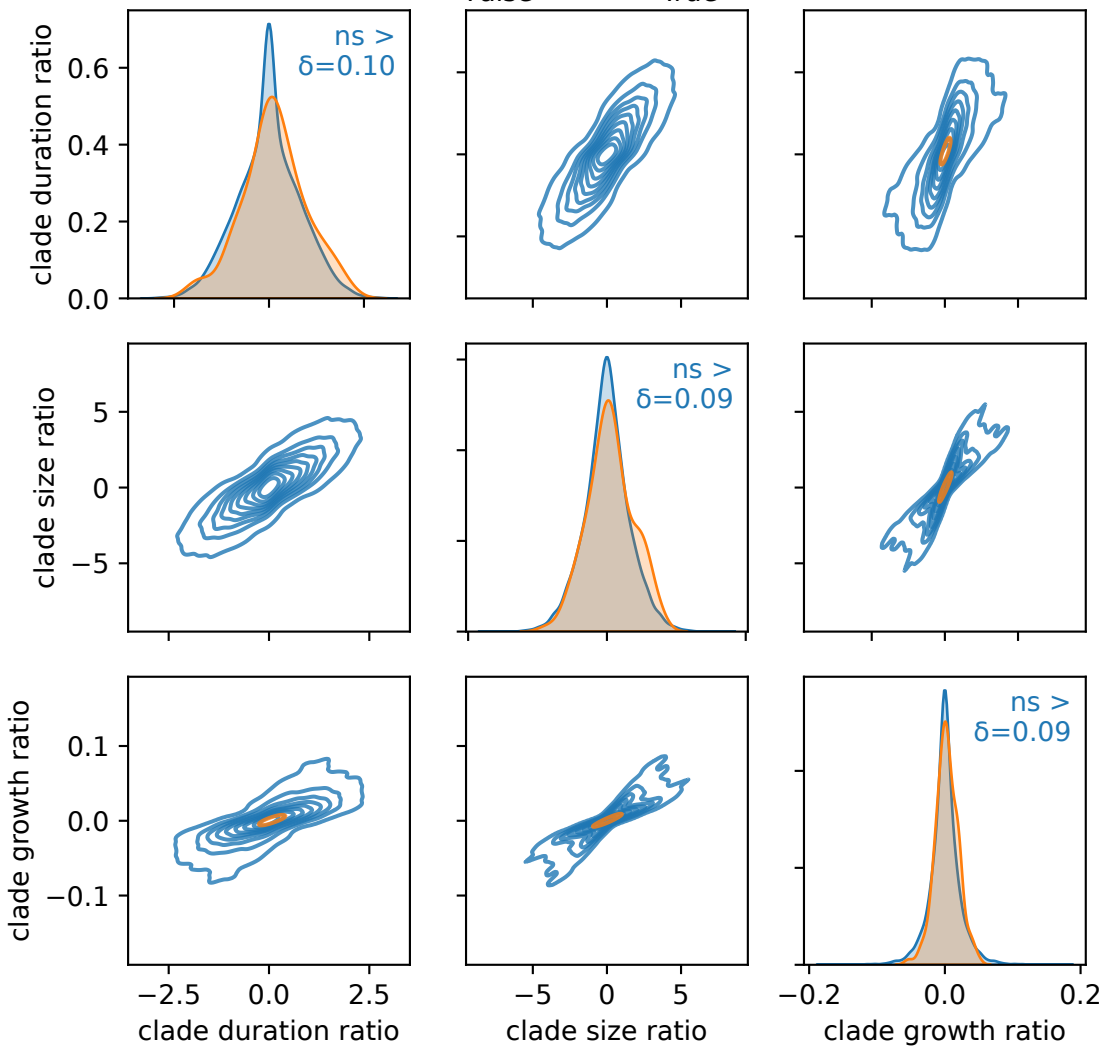 clade duration ratio
0.6
0.4
0.2
0.0
ns >
δ=0.10
clade size ratio
5
0
−5
ns >
δ=0.09
clade growth ratio
0.1
0.0
−0.1
ns >
δ=0.09
−2.5 0.0 2.5
−5 0 5
−0.2 0.0 0.2
clade duration ratio
clade size ratio
clade growth ratio